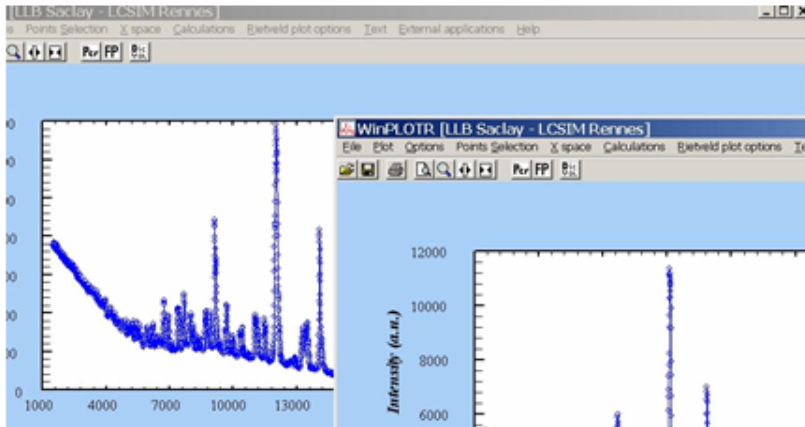 [LLB Saclay - LCSIM Rennes]
Points Selection X space Calculations Rietveld plot options Text External applications Help
Pcr FP
0
1000 4000 7000 10000 13000
WinPLOTR [LLB Saclay - LCSIM Rennes]
File Plot Options Points Selection X space Calculations Rietveld plot options
Pcr FP
12000
10000
8000
6000
Intensity (a.u.)